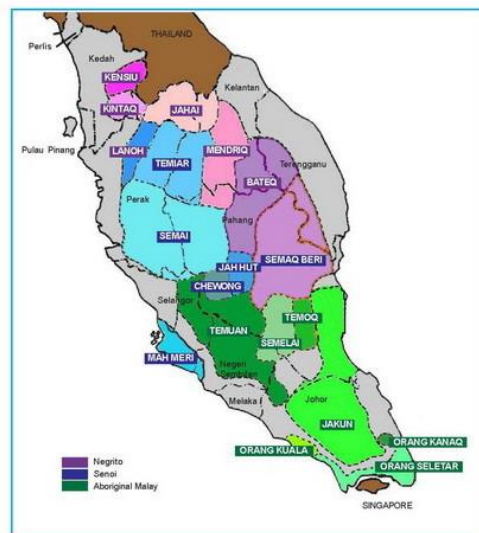 THAILAND
Perlis
Kedah
KENSIU
Kelantan
KINTAQ
JAHAI
Pulau Pinang
LANOH
TEMIAR
MENDRIQ
Terengganu
BATEQ
Perak
Pahang
SEMAI
SEMAQ BERI
JAH HUT
CHEWONG
Selangor
TEMUAN
TEMOQ
SEMELAI
MAH MERI
Negeri
Sembilan
Melaka
Johor
JAKUN
ORANG KUALA
ORANG KANAQ
ORANG SELETAR
Negrito
Senoi
Aboriginal Malay
SINGAPORE